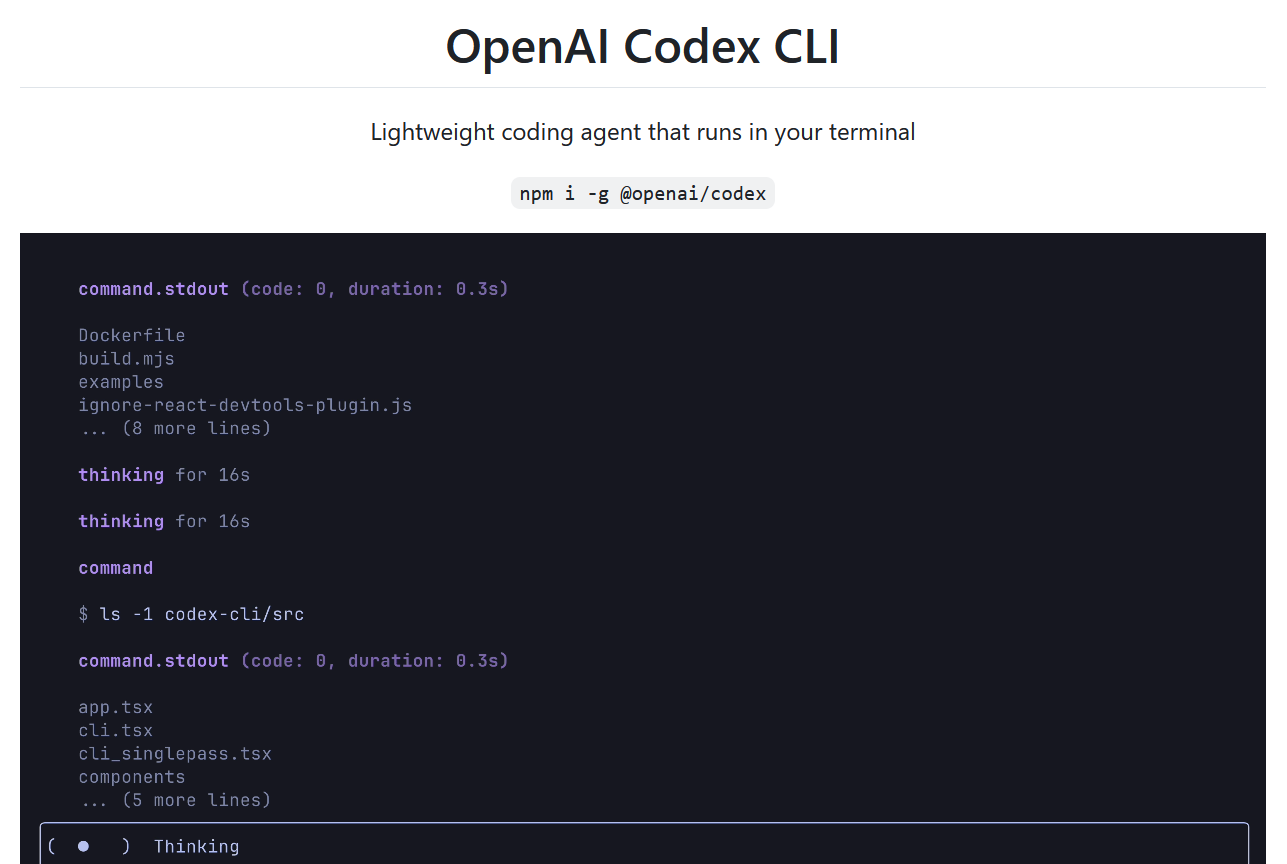 OpenAI Codex CLI
Lightweight coding agent that runs in your terminal
npm i -g @openai/codex
command.stdout (code: 0, duration: 0.3s)
Dockerfile
build.mjs
examples
ignore-react-devtools-plugin.js
... (8 more lines)
thinking for 16s
thinking for 16s
command
$ ls -1 codex-cli/src
command.stdout (code: 0, duration: 0.3s)
app.tsx
cli.tsx
cli_singlepass.tsx
components
... (5 more lines)
( ● ) Thinking